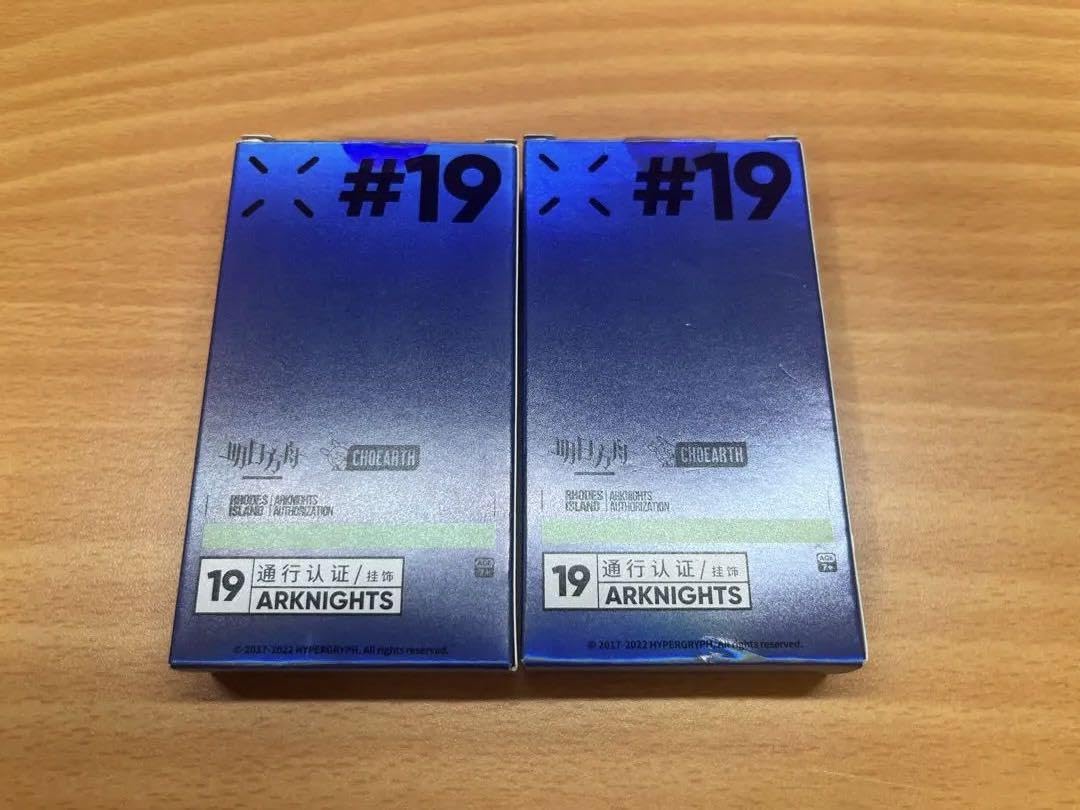 #19
明日方舟
CHOEARTH
RHODES ISLAND
ARKNIGHTS AUTHORIZATION
19
通行认证/挂饰
ARKNIGHTS
AGE 7+
© 2017-2022 HYPERGRYPH. All rights reserved.
#19
明日方舟
CHOEARTH
RHODES ISLAND
ARKNIGHTS AUTHORIZATION
19
通行认证/挂饰
ARKNIGHTS
AGE 7+
© 2017-2022 HYPERGRYPH. All rights reserved.